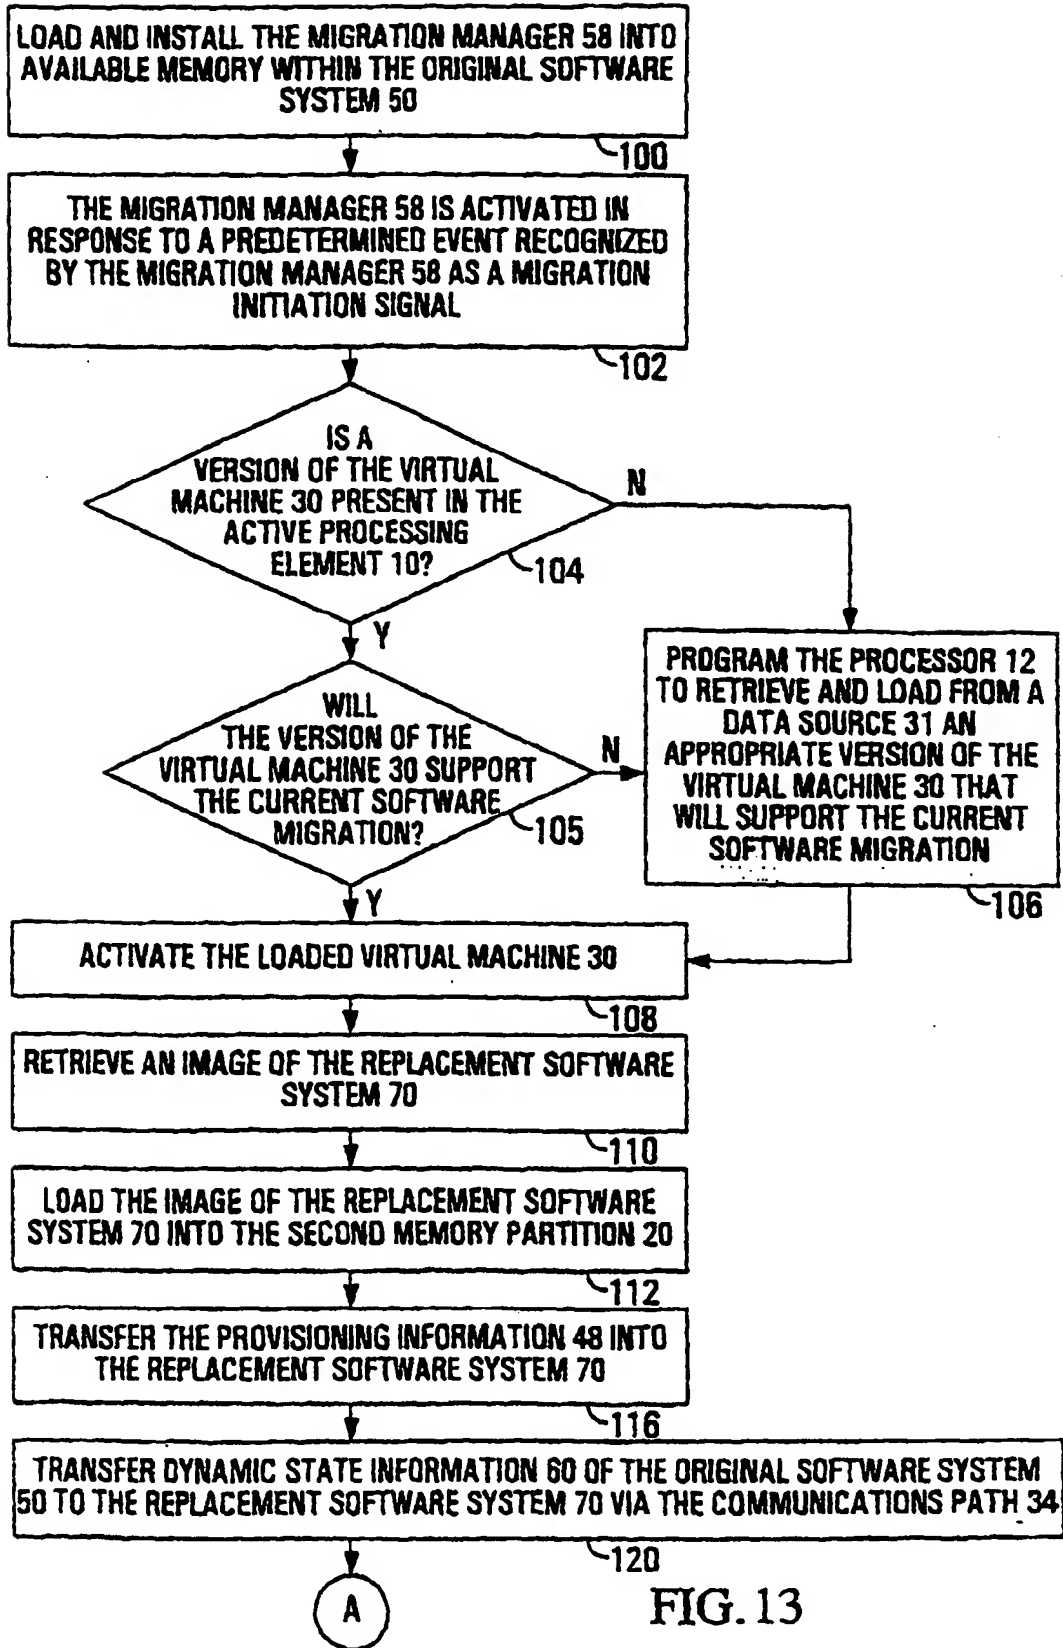 LOAD AND INSTALL THE MIGRATION MANAGER 58 INTO
AVAILABLE MEMORY WITHIN THE ORIGINAL SOFTWARE
SYSTEM 50
100
THE MIGRATION MANAGER 58 IS ACTIVATED IN
RESPONSE TO A PREDETERMINED EVENT RECOGNIZED
BY THE MIGRATION MANAGER 58 AS A MIGRATION
INITIATION SIGNAL
102
IS A
VERSION OF THE VIRTUAL
MACHINE 30 PRESENT IN THE
ACTIVE PROCESSING
ELEMENT 10?
104
N
Y
WILL
THE VERSION OF THE
VIRTUAL MACHINE 30 SUPPORT
THE CURRENT SOFTWARE
MIGRATION?
105
N
Y
PROGRAM THE PROCESSOR 12
TO RETRIEVE AND LOAD FROM A
DATA SOURCE 31 AN
APPROPRIATE VERSION OF THE
VIRTUAL MACHINE 30 THAT
WILL SUPPORT THE CURRENT
SOFTWARE MIGRATION
106
ACTIVATE THE LOADED VIRTUAL MACHINE 30
108
RETRIEVE AN IMAGE OF THE REPLACEMENT SOFTWARE
SYSTEM 70
110
LOAD THE IMAGE OF THE REPLACEMENT SOFTWARE
SYSTEM 70 INTO THE SECOND MEMORY PARTITION 20
112
TRANSFER THE PROVISIONING INFORMATION 48 INTO
THE REPLACEMENT SOFTWARE SYSTEM 70
116
TRANSFER DYNAMIC STATE INFORMATION 60 OF THE ORIGINAL SOFTWARE SYSTEM
50 TO THE REPLACEMENT SOFTWARE SYSTEM 70 VIA THE COMMUNICATIONS PATH 34
120
A
FIG. 13